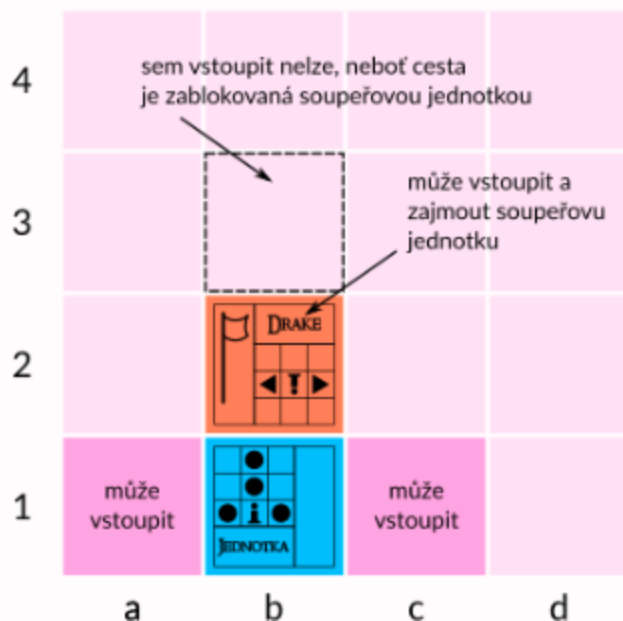 4
sem vstoupit nelze, neboť cesta
je zablokovaná soupeřovou jednotkou
3
může vstoupit a
zajmout soupeřovu
jednotku
2
DRAKE
1
může
vstoupit
JEDNOTKA
může
vstoupit
a b c d